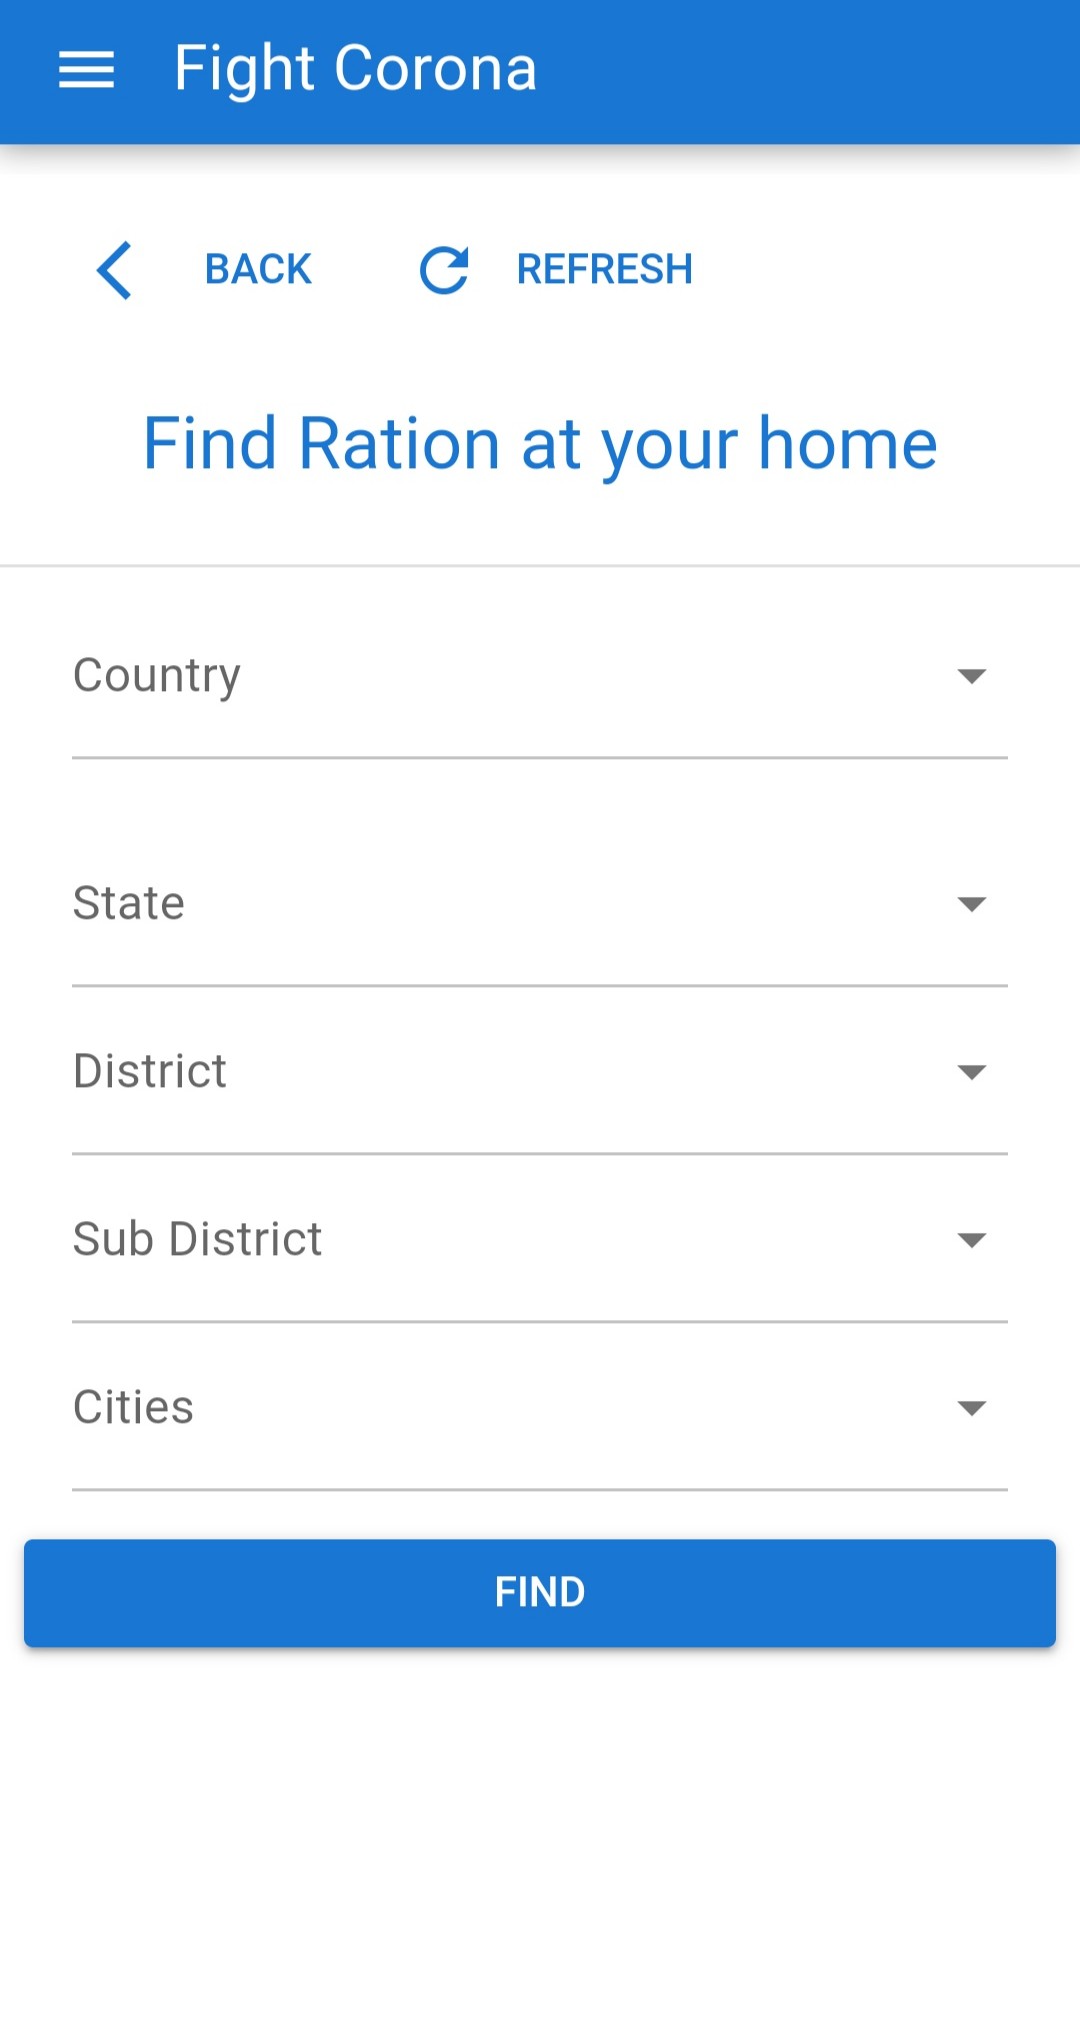 Fight Corona
BACK REFRESH
Find Ration at your home
Country
State
District
Sub District
Cities
FIND